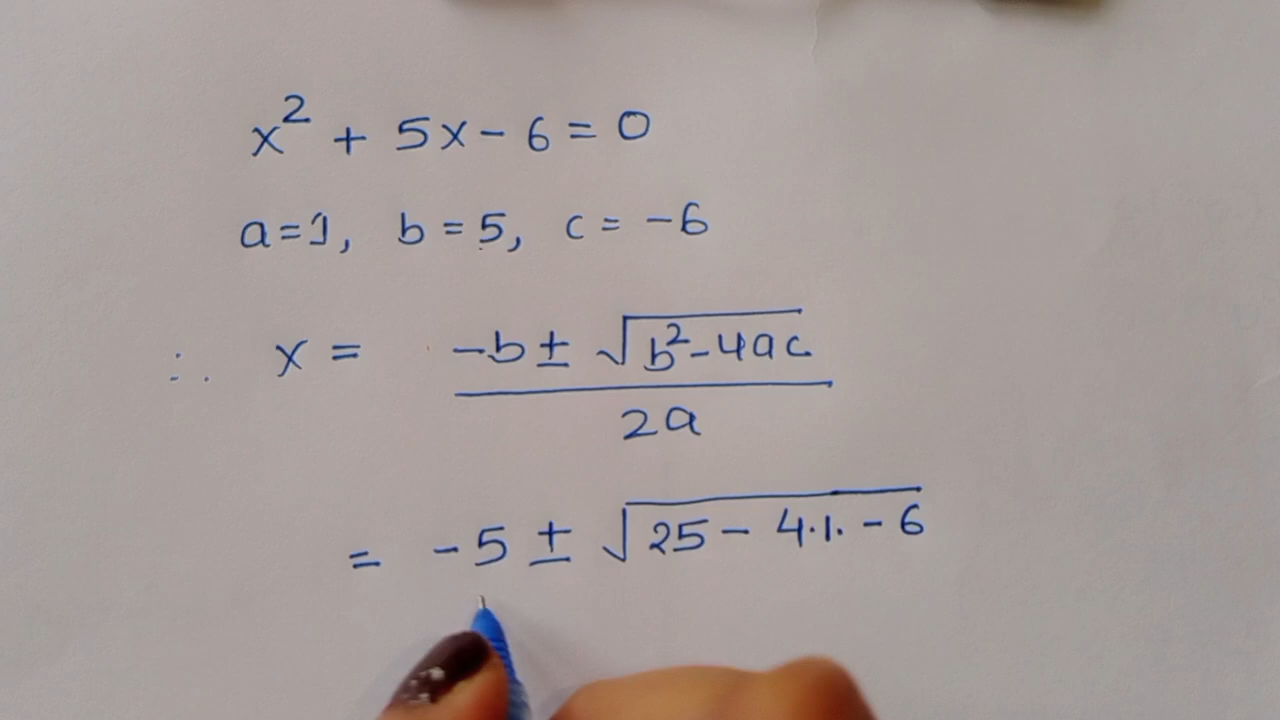 x² + 5x - 6 = 0
a=1, b=5, c= -6
∴ x = (-b ± √(b²-4ac))/(2a)
= -5 ± √(25 - 4.1. - 6)